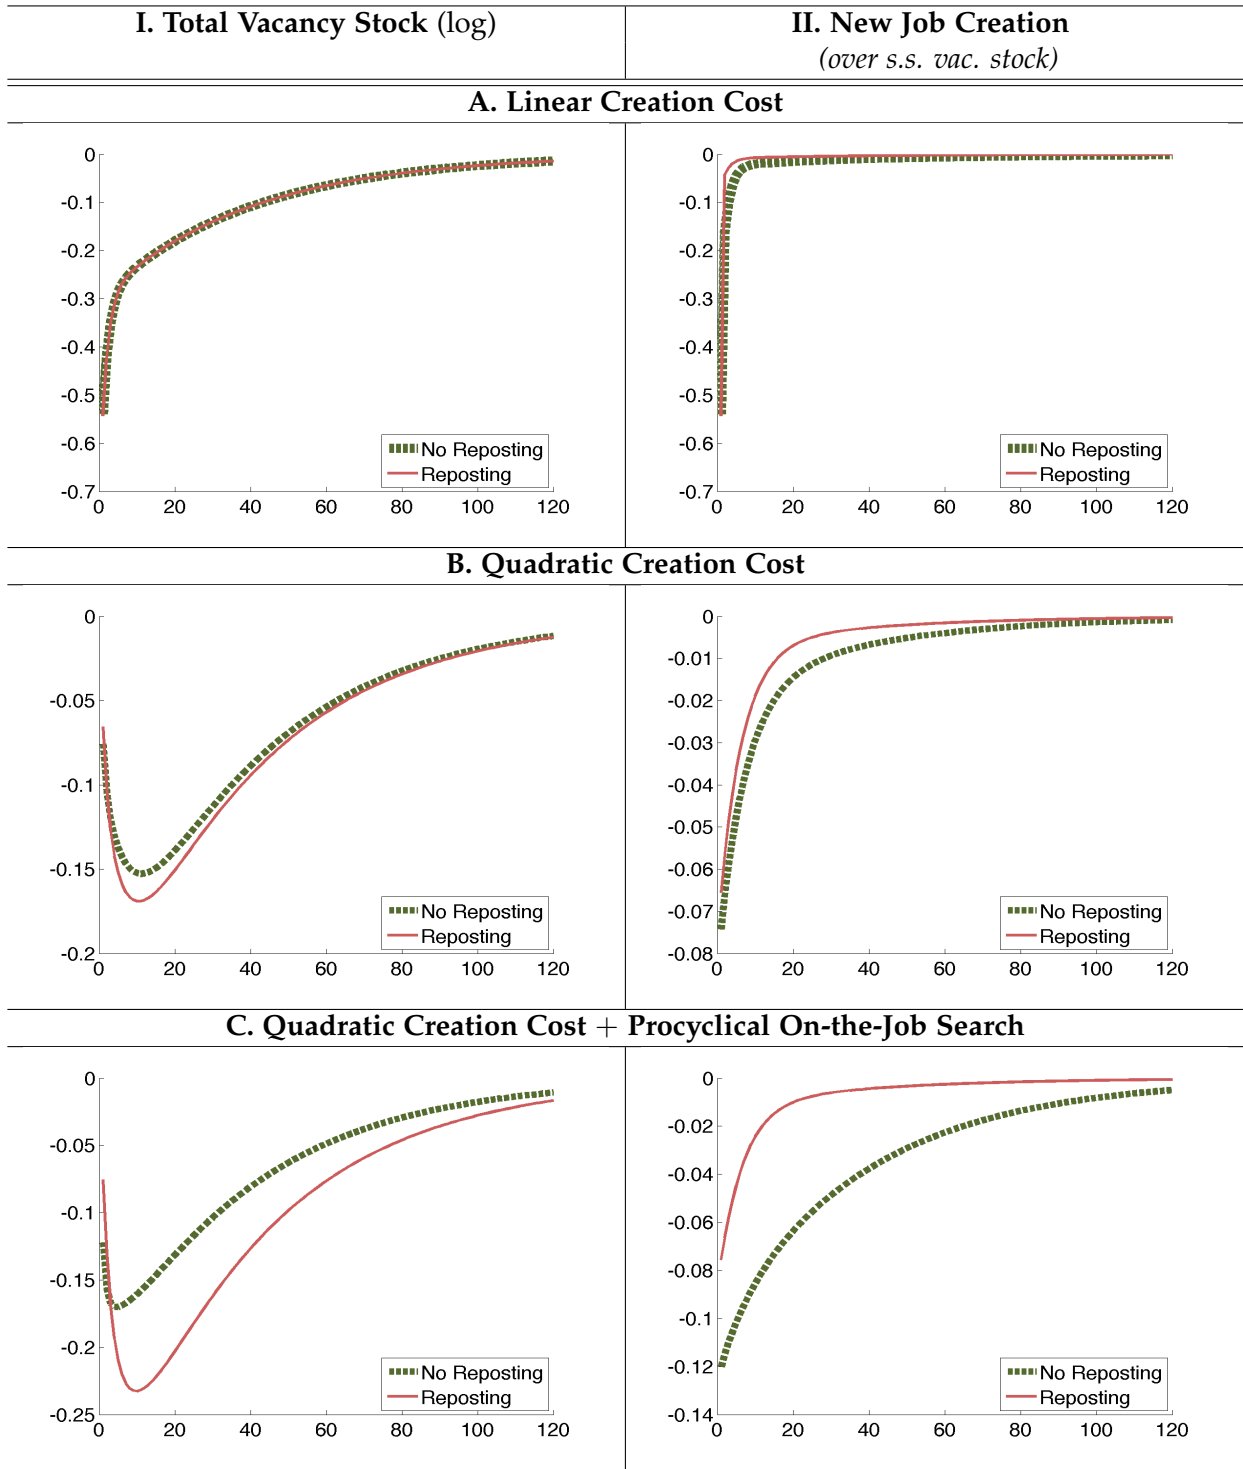 I. Total Vacancy Stock (log)
II. New Job Creation
(over s.s. vac. stock)
A. Linear Creation Cost
0
-0.1
-0.2
-0.3
-0.4
-0.5
-0.6
-0.7
0 20 40 60 80 100 120
No Reposting
Reposting
0
-0.1
-0.2
-0.3
-0.4
-0.5
-0.6
-0.7
0 20 40 60 80 100 120
No Reposting
Reposting
B. Quadratic Creation Cost
0
-0.05
-0.1
-0.15
-0.2
0 20 40 60 80 100 120
No Reposting
Reposting
0
-0.01
-0.02
-0.03
-0.04
-0.05
-0.06
-0.07
-0.08
0 20 40 60 80 100 120
No Reposting
Reposting
C. Quadratic Creation Cost + Procyclical On-the-Job Search
0
-0.05
-0.1
-0.15
-0.2
-0.25
0 20 40 60 80 100 120
No Reposting
Reposting
0
-0.02
-0.04
-0.06
-0.08
-0.1
-0.12
-0.14
0 20 40 60 80 100 120
No Reposting
Reposting